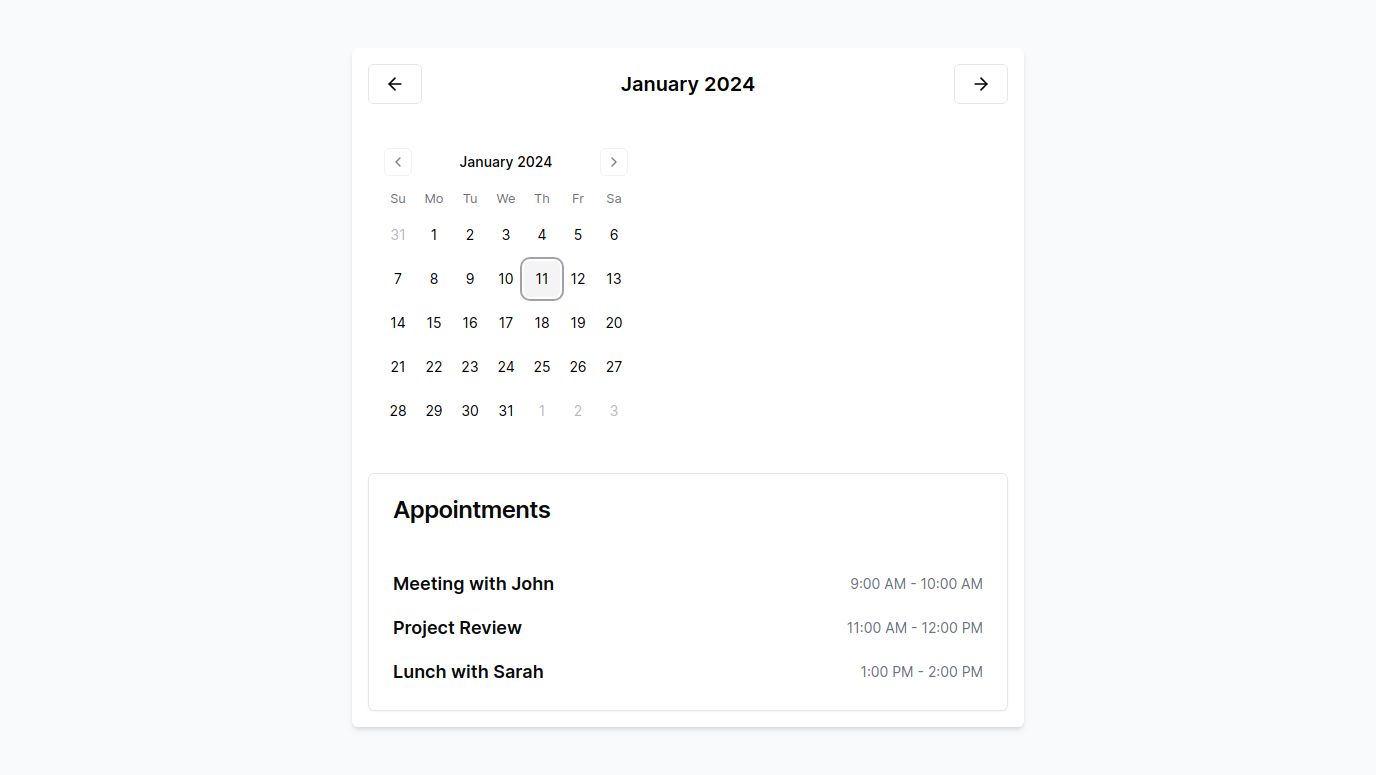 January 2024
January 2024
Su Mo Tu We Th Fr Sa
31 1 2 3 4 5 6
7 8 9 10 11 12 13
14 15 16 17 18 19 20
21 22 23 24 25 26 27
28 29 30 31 1 2 3
Appointments
Meeting with John 9:00 AM - 10:00 AM
Project Review 11:00 AM - 12:00 PM
Lunch with Sarah 1:00 PM - 2:00 PM